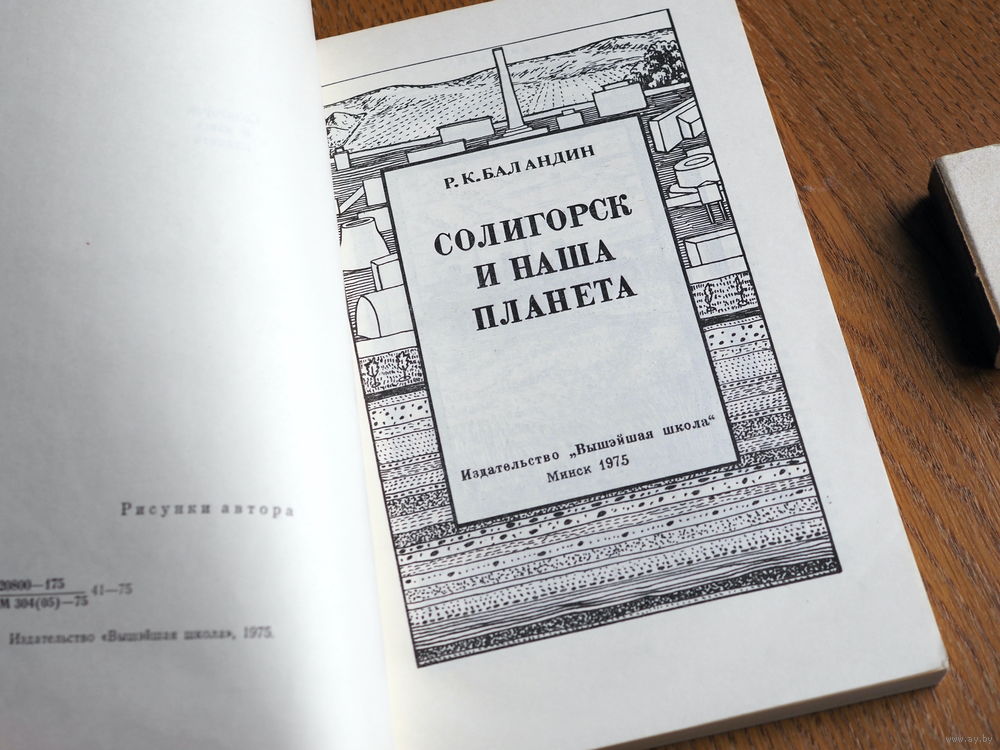 Рисунки автора
20800—175
М 304(05)—75
41—75
Издательство «Вышэйшая школа», 1975.
Р. К. БАЛАНДИН
СОЛИГОРСК
И НАША
ПЛАНЕТА
Издательство „Вышэйшая школа“
Минск 1975
www.ay.by